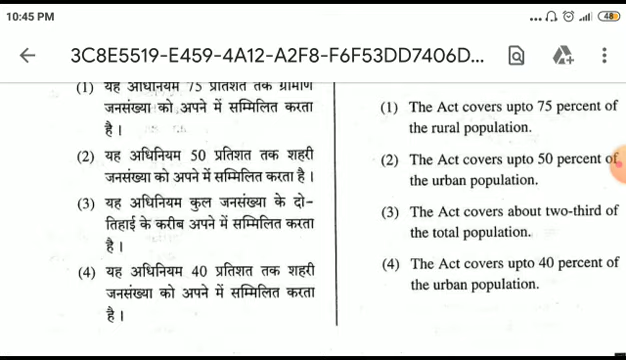 10:45 PM
48
3C8E5519-E459-4A12-A2F8-F6F53DD7406D...
(1) यह अधिनियम 75 प्रतिशत तक ग्रामीण
जनसंख्या को अपने में सम्मिलित करता
है ।
(2) यह अधिनियम 50 प्रतिशत तक शहरी
जनसंख्या को अपने में सम्मिलित करता है ।
(3) यह अधिनियम कुल जनसंख्या के दो-
तिहाई के करीब अपने में सम्मिलित करता
है ।
(4) यह अधिनियम 40 प्रतिशत तक शहरी
जनसंख्या को अपने में सम्मिलित करता
है ।
(1) The Act covers upto 75 percent of
the rural population.
(2) The Act covers upto 50 percent of
the urban population.
(3) The Act covers about two-third of
the total population.
(4) The Act covers upto 40 percent of
the urban population.